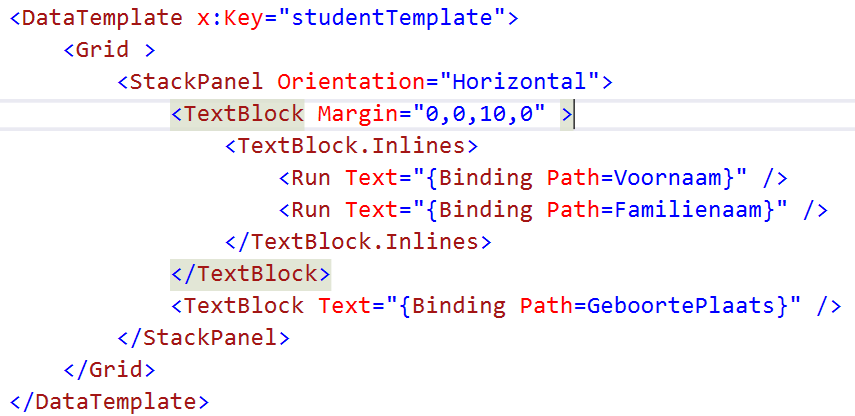 <DataTemplate x:Key="studentTemplate">
    <Grid >
        <StackPanel Orientation="Horizontal">
            <TextBlock Margin="0,0,10,0" >
                <TextBlock.Inlines>
                    <Run Text="{Binding Path=Voornaam}" />
                    <Run Text="{Binding Path=Familienaam}" />
                </TextBlock.Inlines>
            </TextBlock>
            <TextBlock Text="{Binding Path=GeboortePlaats}" />
        </StackPanel>
    </Grid>
</DataTemplate>